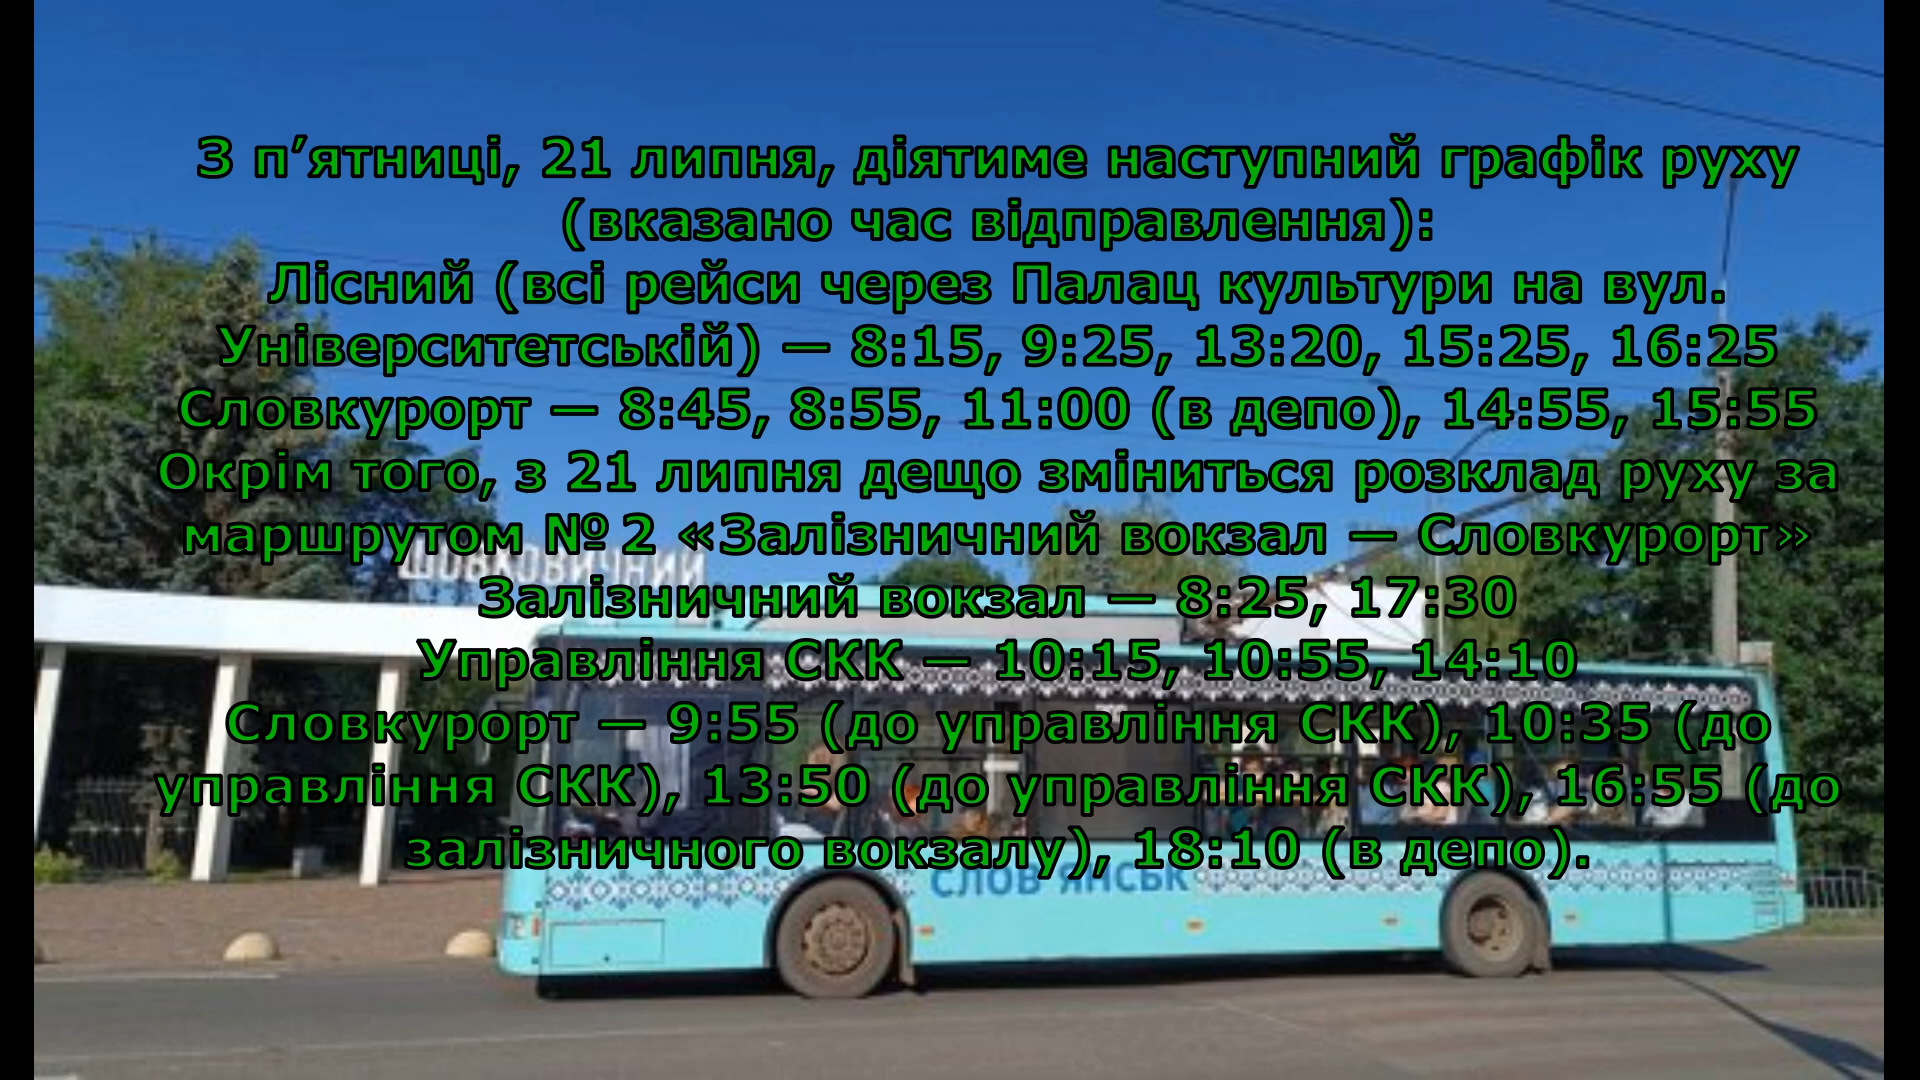 З п’ятниці, 21 липня, діятиме наступний графік руху
(вказано час відправлення):
Лісний (всі рейси через Палац культури на вул.
Університетській) — 8:15, 9:25, 13:20, 15:25, 16:25
Словкурорт — 8:45, 8:55, 11:00 (в депо), 14:55, 15:55
Окрім того, з 21 липня дещо зміниться розклад руху за
маршрутом № 2 «Залізничний вокзал — Словкурорт»
Залізничний вокзал — 8:25, 17:30
Управління СКК — 10:15, 10:55, 14:10
Словкурорт — 9:55 (до управління СКК), 10:35 (до
управління СКК), 13:50 (до управління СКК), 16:55 (до
залізничного вокзалу), 18:10 (в депо).
ШОВКОВИЧНИЙ
СЛОВ'ЯНСЬК